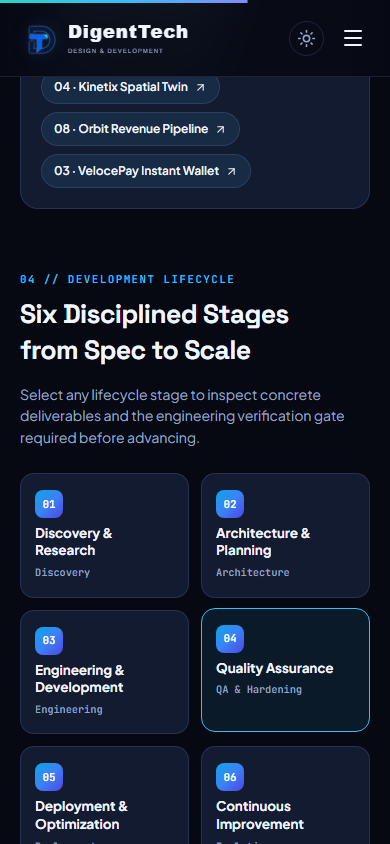 DigentTech
DESIGN & DEVELOPMENT
04 · Kinetix Spatial Twin
08 · Orbit Revenue Pipeline
03 · VelocePay Instant Wallet
04 // DEVELOPMENT LIFECYCLE
Six Disciplined Stages
from Spec to Scale
Select any lifecycle stage to inspect concrete
deliverables and the engineering verification gate
required before advancing.
01
Discovery &
Research
Discovery
02
Architecture &
Planning
Architecture
03
Engineering &
Development
Engineering
04
Quality Assurance
QA & Hardening
05
Deployment &
Optimization
06
Continuous
Improvement